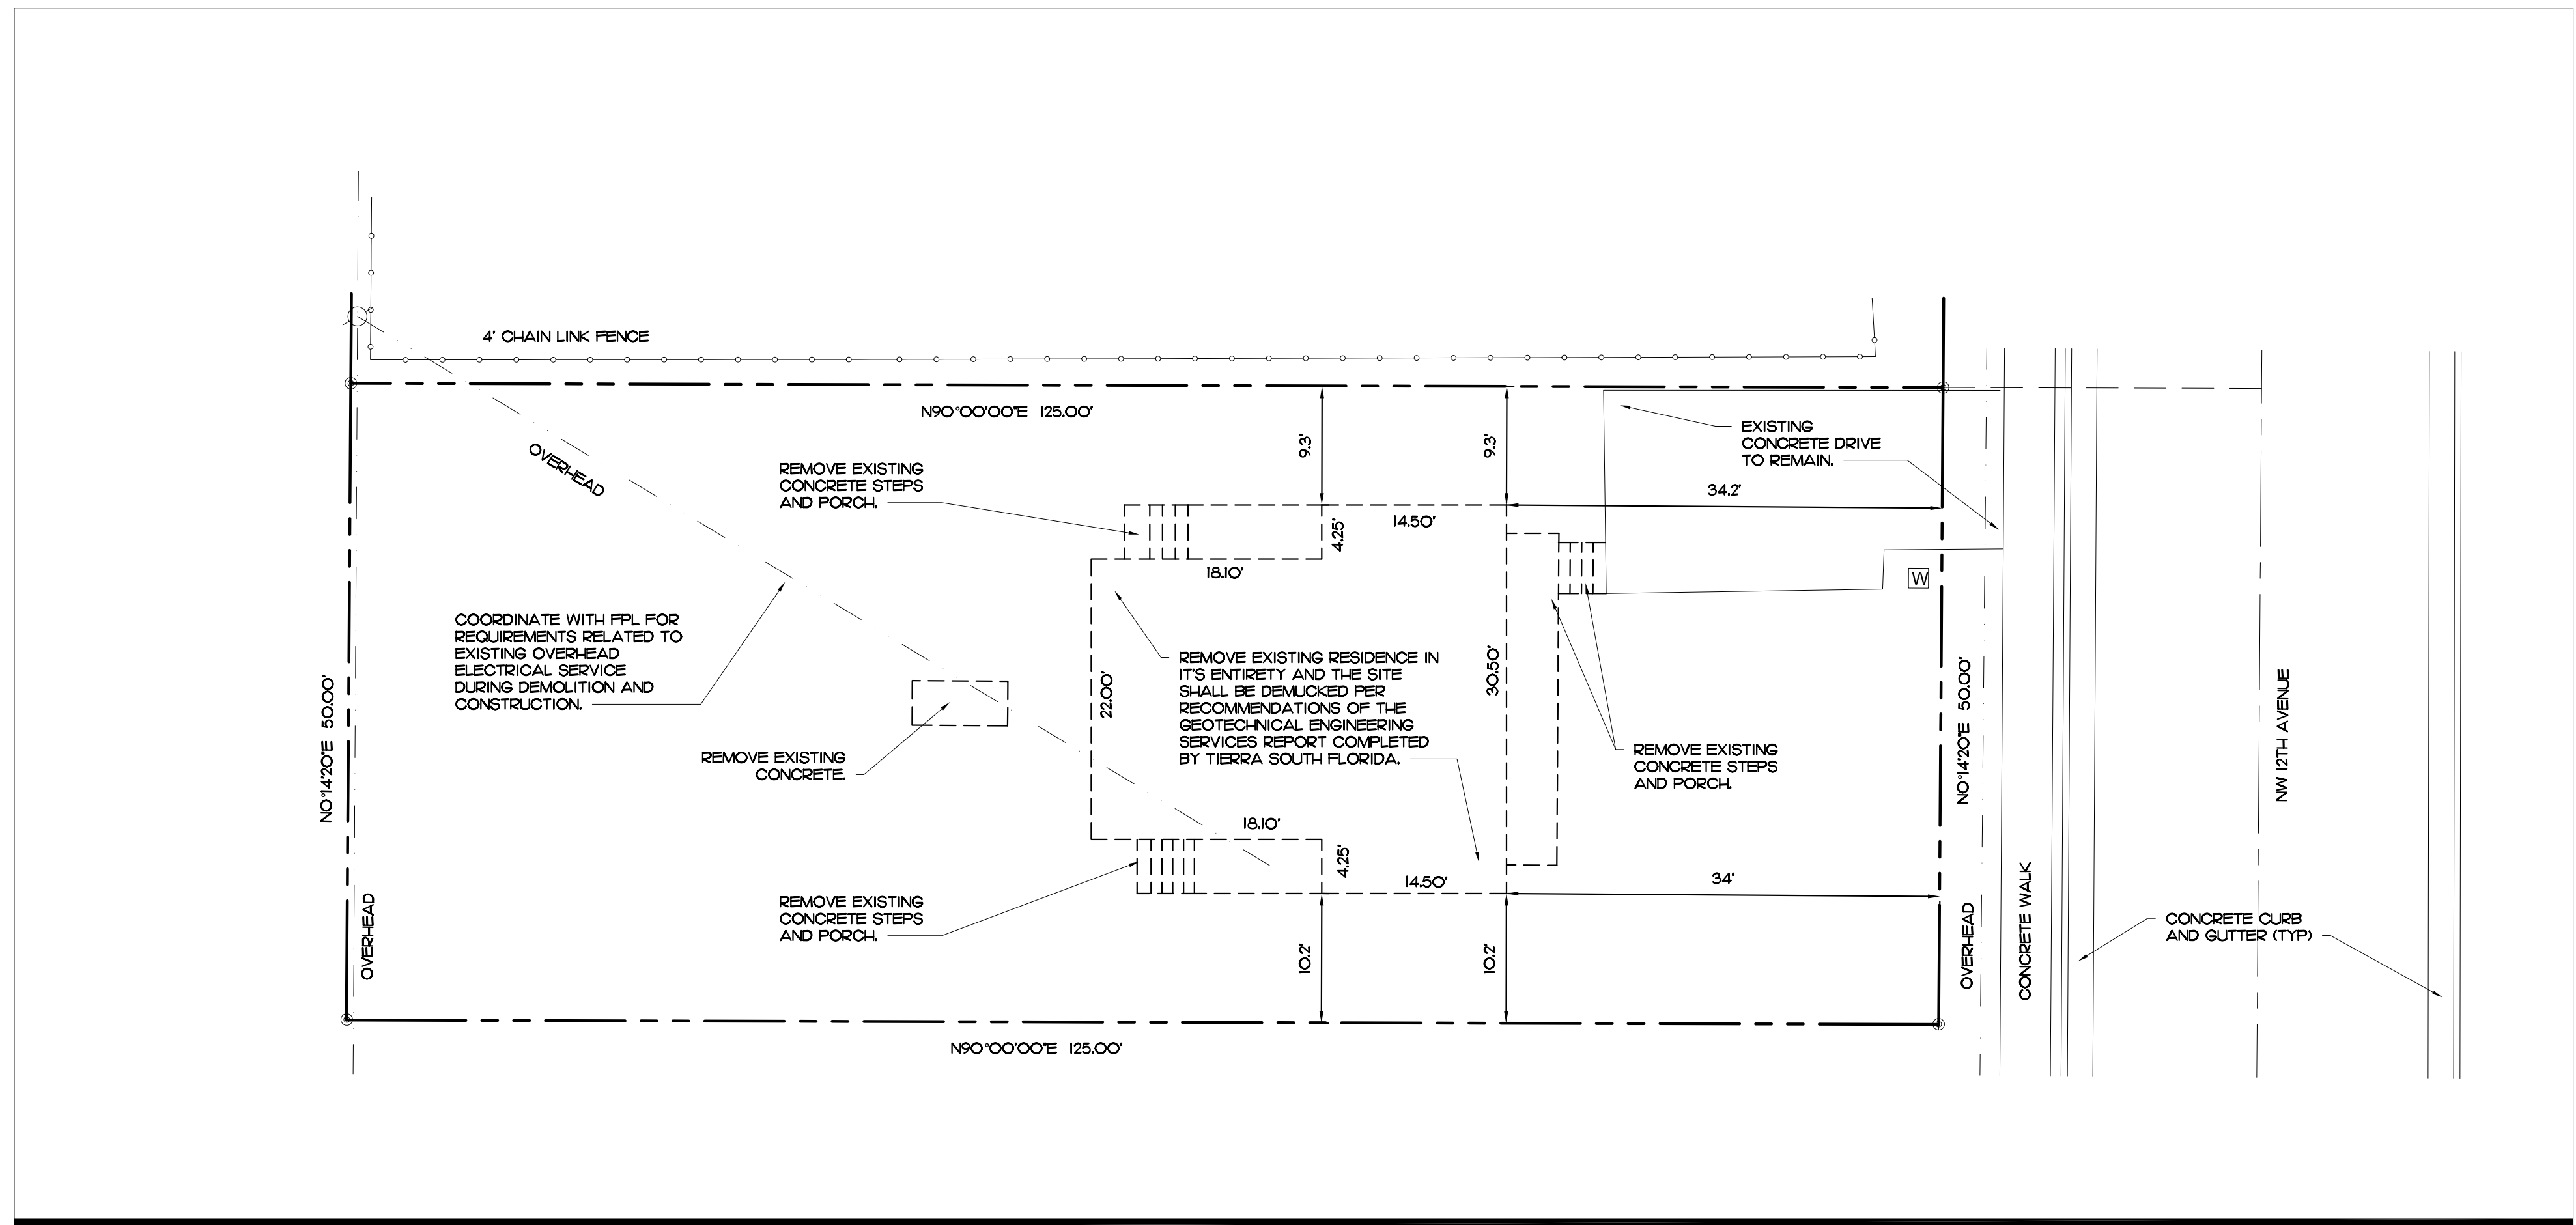 4' CHAIN LINK FENCE
N90°00'00"E 125.00'
OVERHEAD
REMOVE EXISTING
CONCRETE STEPS
AND PORCH.
9.3'
9.3'
EXISTING
CONCRETE DRIVE
TO REMAIN.
34.2'
14.50'
4.25'
18.10'
W
COORDINATE WITH FPL FOR
REQUIREMENTS RELATED TO
EXISTING OVERHEAD
ELECTRICAL SERVICE
DURING DEMOLITION AND
CONSTRUCTION.
REMOVE EXISTING
CONCRETE.
22.00'
REMOVE EXISTING RESIDENCE IN
IT'S ENTIRETY AND THE SITE
SHALL BE DEMUCKED PER
RECOMMENDATIONS OF THE
GEOTECHNICAL ENGINEERING
SERVICES REPORT COMPLETED
BY TIERRA SOUTH FLORIDA.
30.50'
REMOVE EXISTING
CONCRETE STEPS
AND PORCH.
N0°14'20"E 50.00'
N0°14'20"E 50.00'
NW 12TH AVENUE
18.10'
4.25'
14.50'
34'
REMOVE EXISTING
CONCRETE STEPS
AND PORCH.
OVERHEAD
10.2'
10.2'
OVERHEAD
CONCRETE WALK
CONCRETE CURB
AND GUTTER (TYP)
N90°00'00"E 125.00'